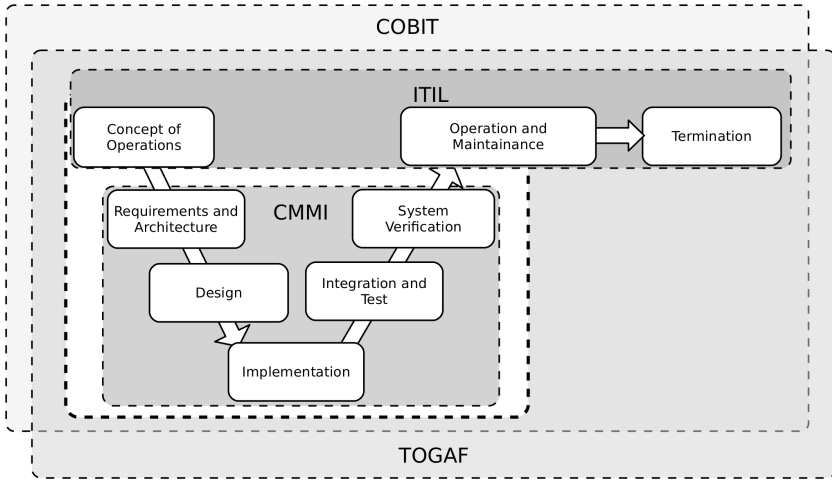 COBIT
ITIL
Concept of
Operations
Operation and
Maintainance
Termination
Requirements and
Architecture
CMMI
System
Verification
Design
Integration and
Test
Implementation
TOGAF